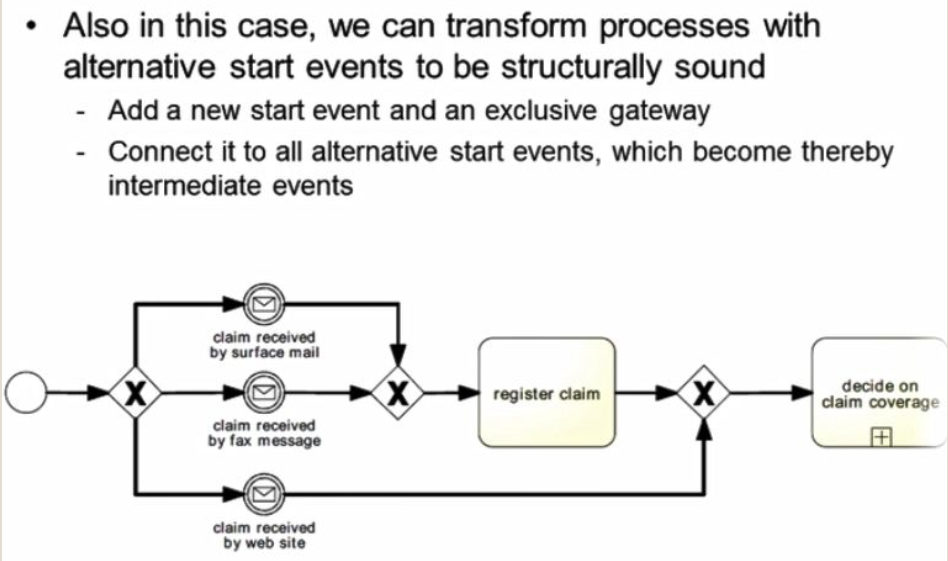 • Also in this case, we can transform processes with
alternative start events to be structurally sound
- Add a new start event and an exclusive gateway
- Connect it to all alternative start events, which become thereby
intermediate events
claim received
by surface mail
X
claim received
by fax message
X
register claim
X
decide on
claim coverage
claim received
by web site